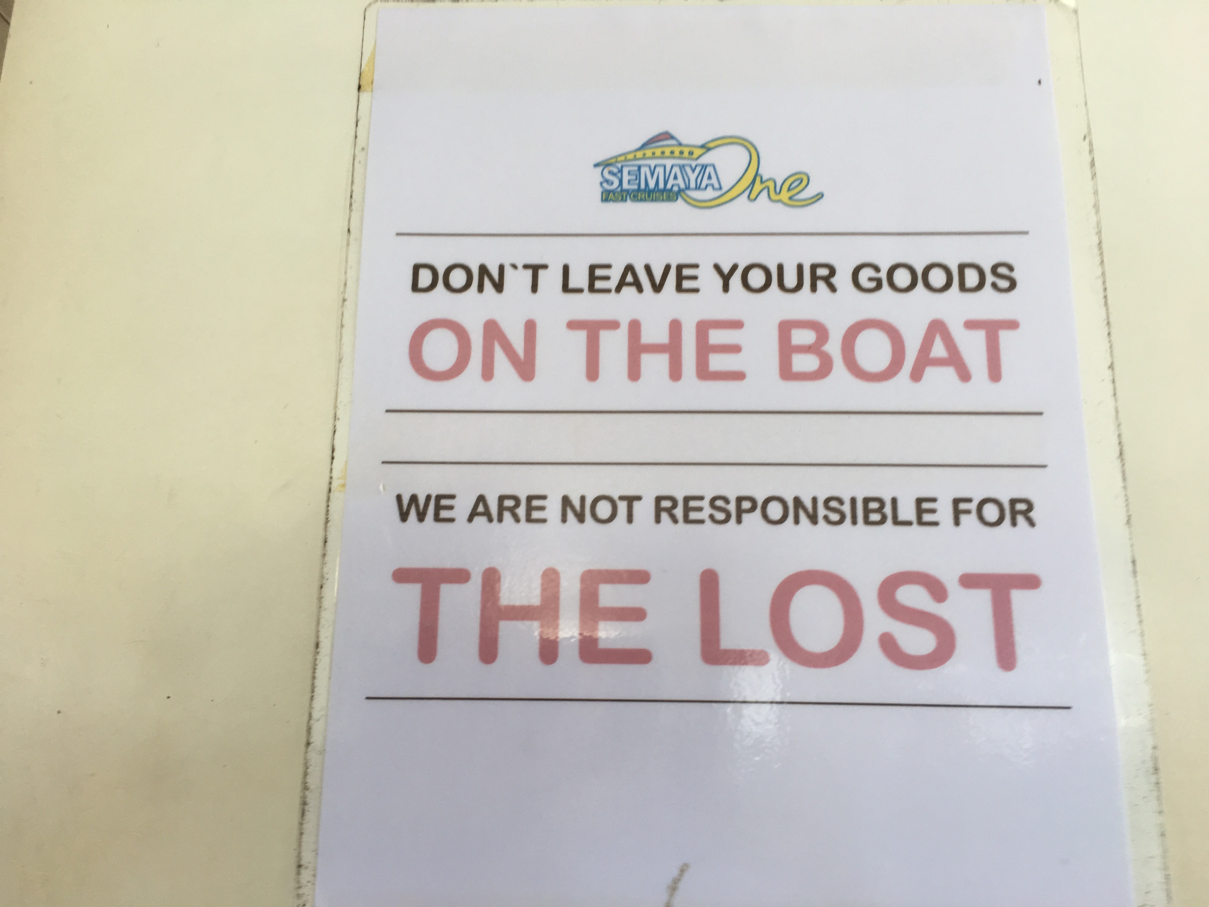 SEMAYA One
FAST CRUISES
DON`T LEAVE YOUR GOODS
ON THE BOAT
WE ARE NOT RESPONSIBLE FOR
THE LOST